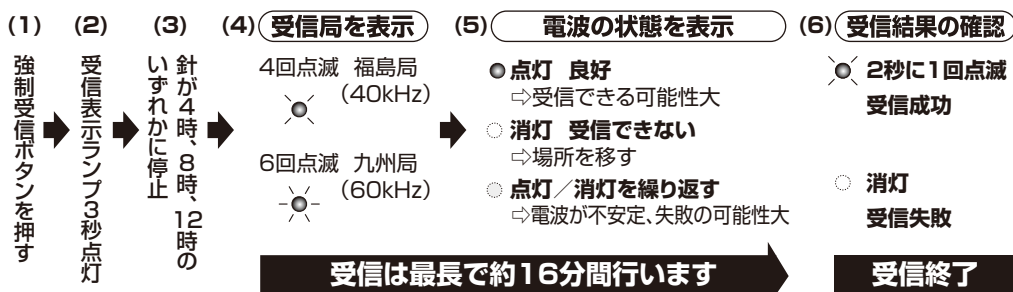 (1)
強制受信ボタンを押す
(2)
受信表示ランプ3秒点灯
(3)
針が4時、8時、12時の
いずれかに停止
(4) 受信局を表示
4回点滅 福島局
(40kHz)
6回点滅 九州局
(60kHz)
(5) 電波の状態を表示
点灯 良好
⇨受信できる可能性大
消灯 受信できない
⇨場所を移す
点灯／消灯を繰り返す
⇨電波が不安定、失敗の可能性大
受信は最長で約16分間行います
(6) 受信結果の確認
2秒に1回点滅
受信成功
消灯
受信失敗
受信終了